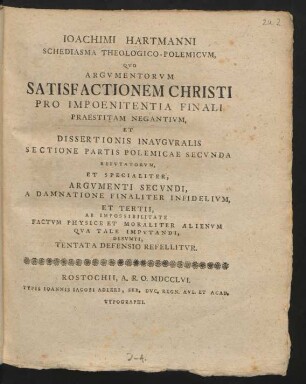 IOACHIMI HARTMANNI
SCHEDIASMA THEOLOGICO-POLEMICVM,
QVO
ARGVMENTORVM
SATISFACTIONEM CHRISTI
PRO IMPOENITENTIA FINALI
PRAESTITAM NEGANTIVM,
ET
DISSERTIONIS INAVGVRALIS
SECTIONE PARTIS POLEMICAE SECVNDA
REFVTATORVM,
ET SPECIALITER,
ARGVMENTI SECVNDI,
A DAMNATIONE FINALITER INFIDELIVM,
ET TERTII,
AB IMPOSSIBILITATE
FACTVM PHYSICE ET MORALITER ALIENVM
QVA TALE IMPVTANDI,
DESVMTI,
TENTATA DEFENSIO REFELLITVR.
ROSTOCHII, A. R. O. MDCCLVI.
TYPIS IOANNIS IACOBI ADLERI, SER. DVC. REGN. AVL. ET ACAD.
TYPOGRAPHI.